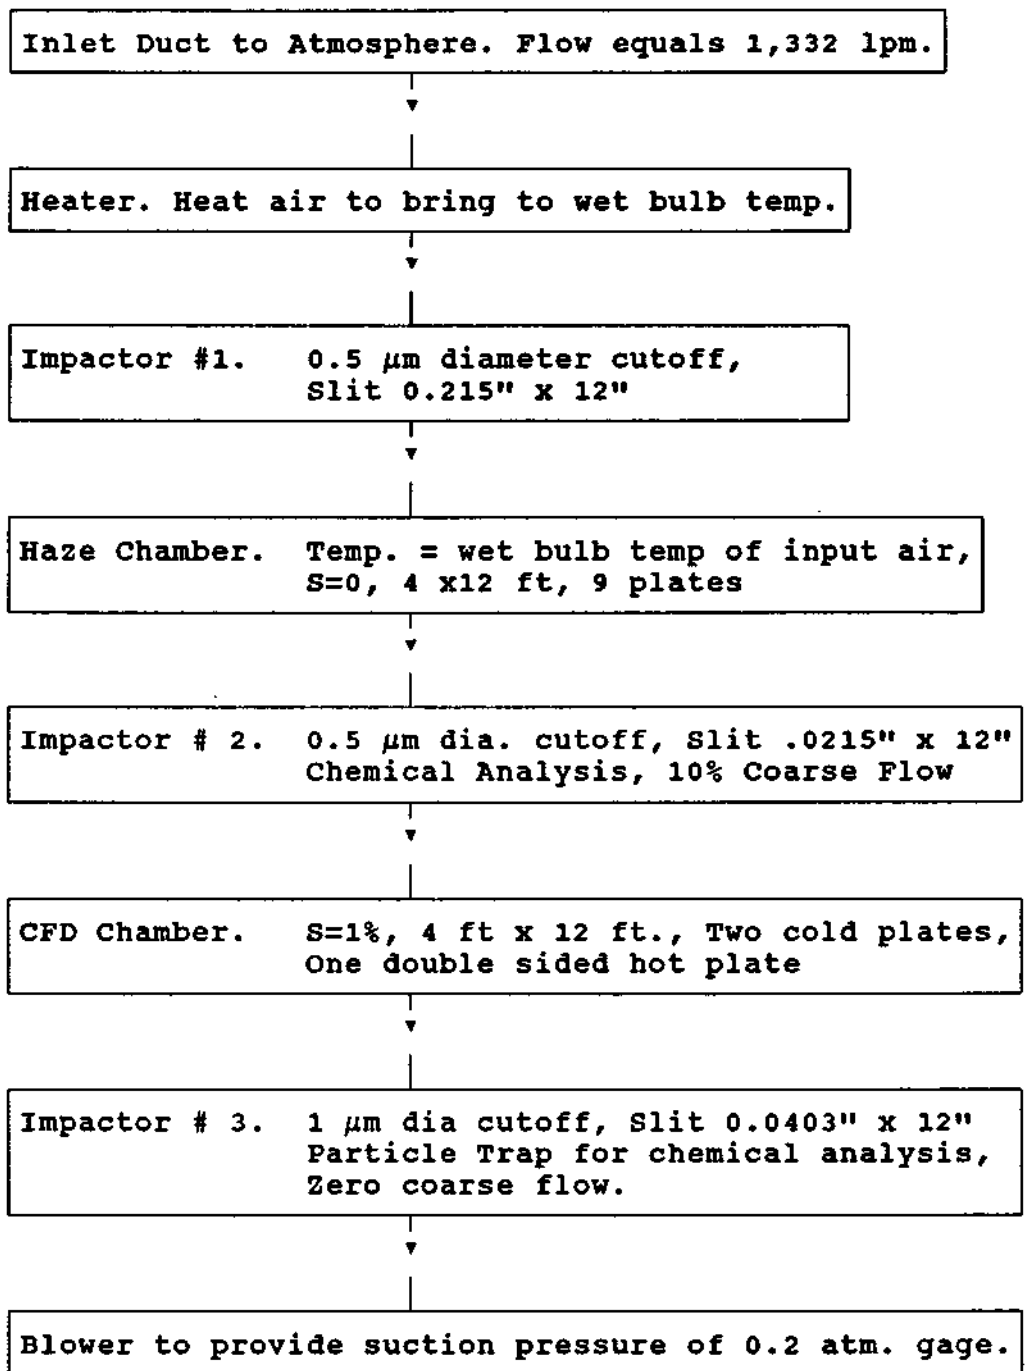 Inlet Duct to Atmosphere. Flow equals 1,332 lpm.
Heater. Heat air to bring to wet bulb temp.
Impactor #1. 0.5 μm diameter cutoff,
Slit 0.215" x 12"
Haze Chamber. Temp. = wet bulb temp of input air,
S=0, 4 x12 ft, 9 plates
Impactor # 2. 0.5 μm dia. cutoff, Slit .0215" x 12"
Chemical Analysis, 10% Coarse Flow
CFD Chamber. S=1%, 4 ft x 12 ft., Two cold plates,
One double sided hot plate
Impactor # 3. 1 μm dia cutoff, Slit 0.0403" x 12"
Particle Trap for chemical analysis,
Zero coarse flow.
Blower to provide suction pressure of 0.2 atm. gage.